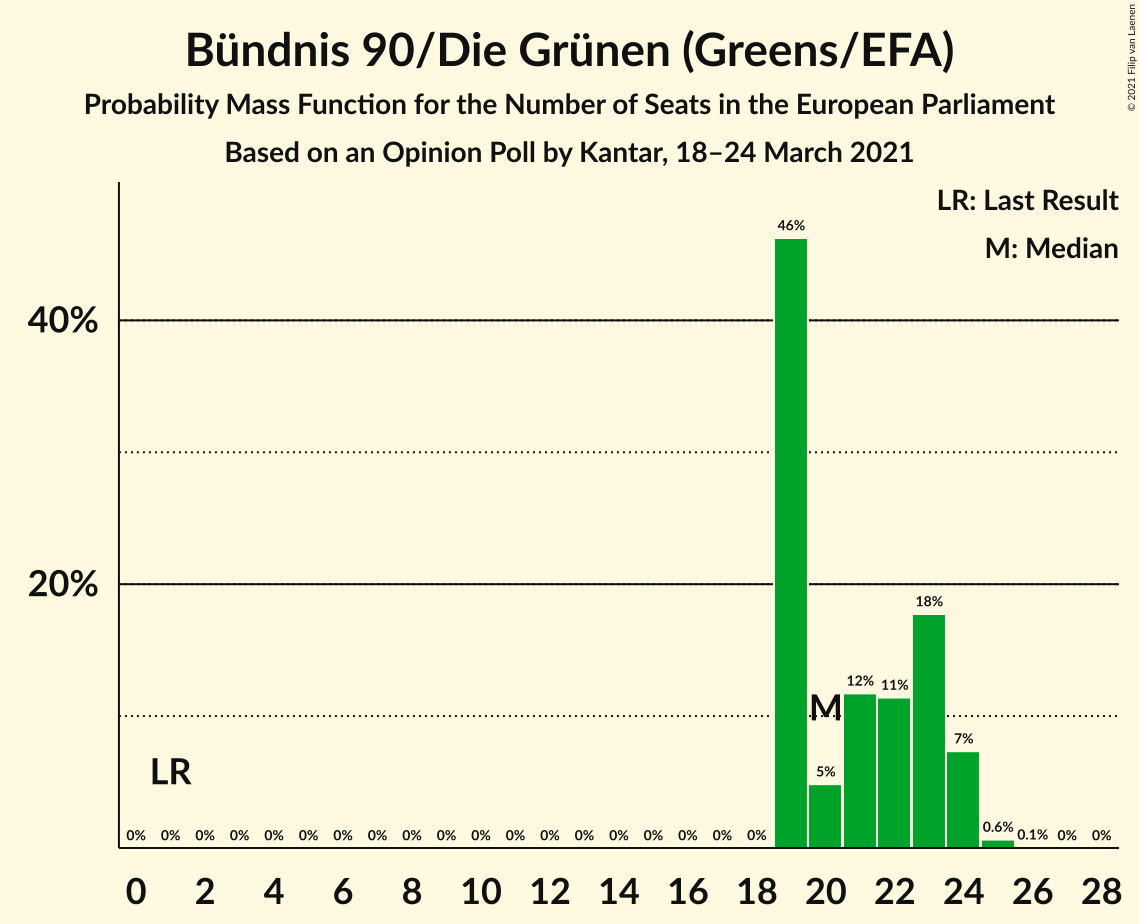 Bündnis 90/Die Grünen (Greens/EFA)
Probability Mass Function for the Number of Seats in the European Parliament
Based on an Opinion Poll by Kantar, 18–24 March 2021
© 2021 Filip van Laenen
LR: Last Result
M: Median
46%
40%
20%
18%
12% 11%
M
7%
5%
LR
0% 0% 0% 0% 0% 0% 0% 0% 0% 0% 0% 0% 0% 0% 0% 0% 0% 0% 0% 0.6% 0.1% 0% 0%
0 2 4 6 8 10 12 14 16 18 20 22 24 26 28